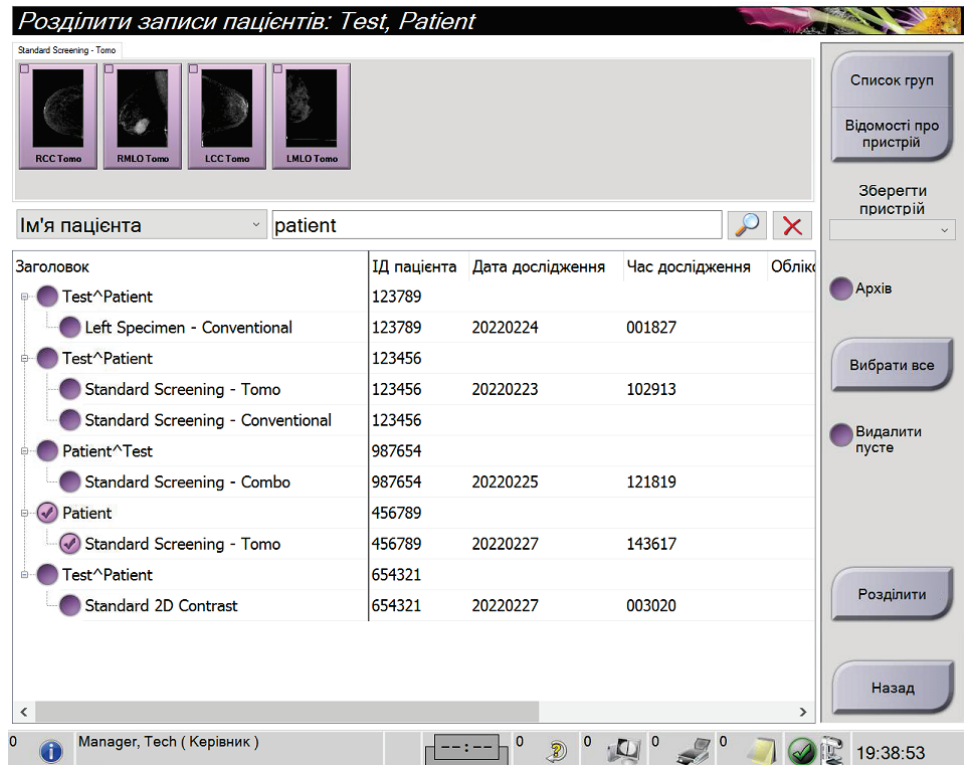 Розділити записи пацієнтів: Test, Patient
Standard Screening - Tomo
RCC Tomo
RMLO Tomo
LCC Tomo
LMLO Tomo
Список груп
Відомості про
пристрій
Зберегти
пристрій
Ім'я пацієнта
patient
Заголовок ІД пацієнта Дата дослідження Час дослідження
Test^Patient 123789
Left Specimen - Conventional 123789 20220224 001827
Test^Patient 123456
Standard Screening - Tomo 123456 20220223 102913
Standard Screening - Conventional 123456
Patient^Test 987654
Standard Screening - Combo 987654 20220225 121819
Patient 456789
Standard Screening - Tomo 456789 20220227 143617
Test^Patient 654321
Standard 2D Contrast 654321 20220227 003020
Архів
Вибрати все
Видалити
пусте
Розділити
Назад
0 Manager, Tech ( Керівник ) --:-- 0 0 0 0 19:38:53